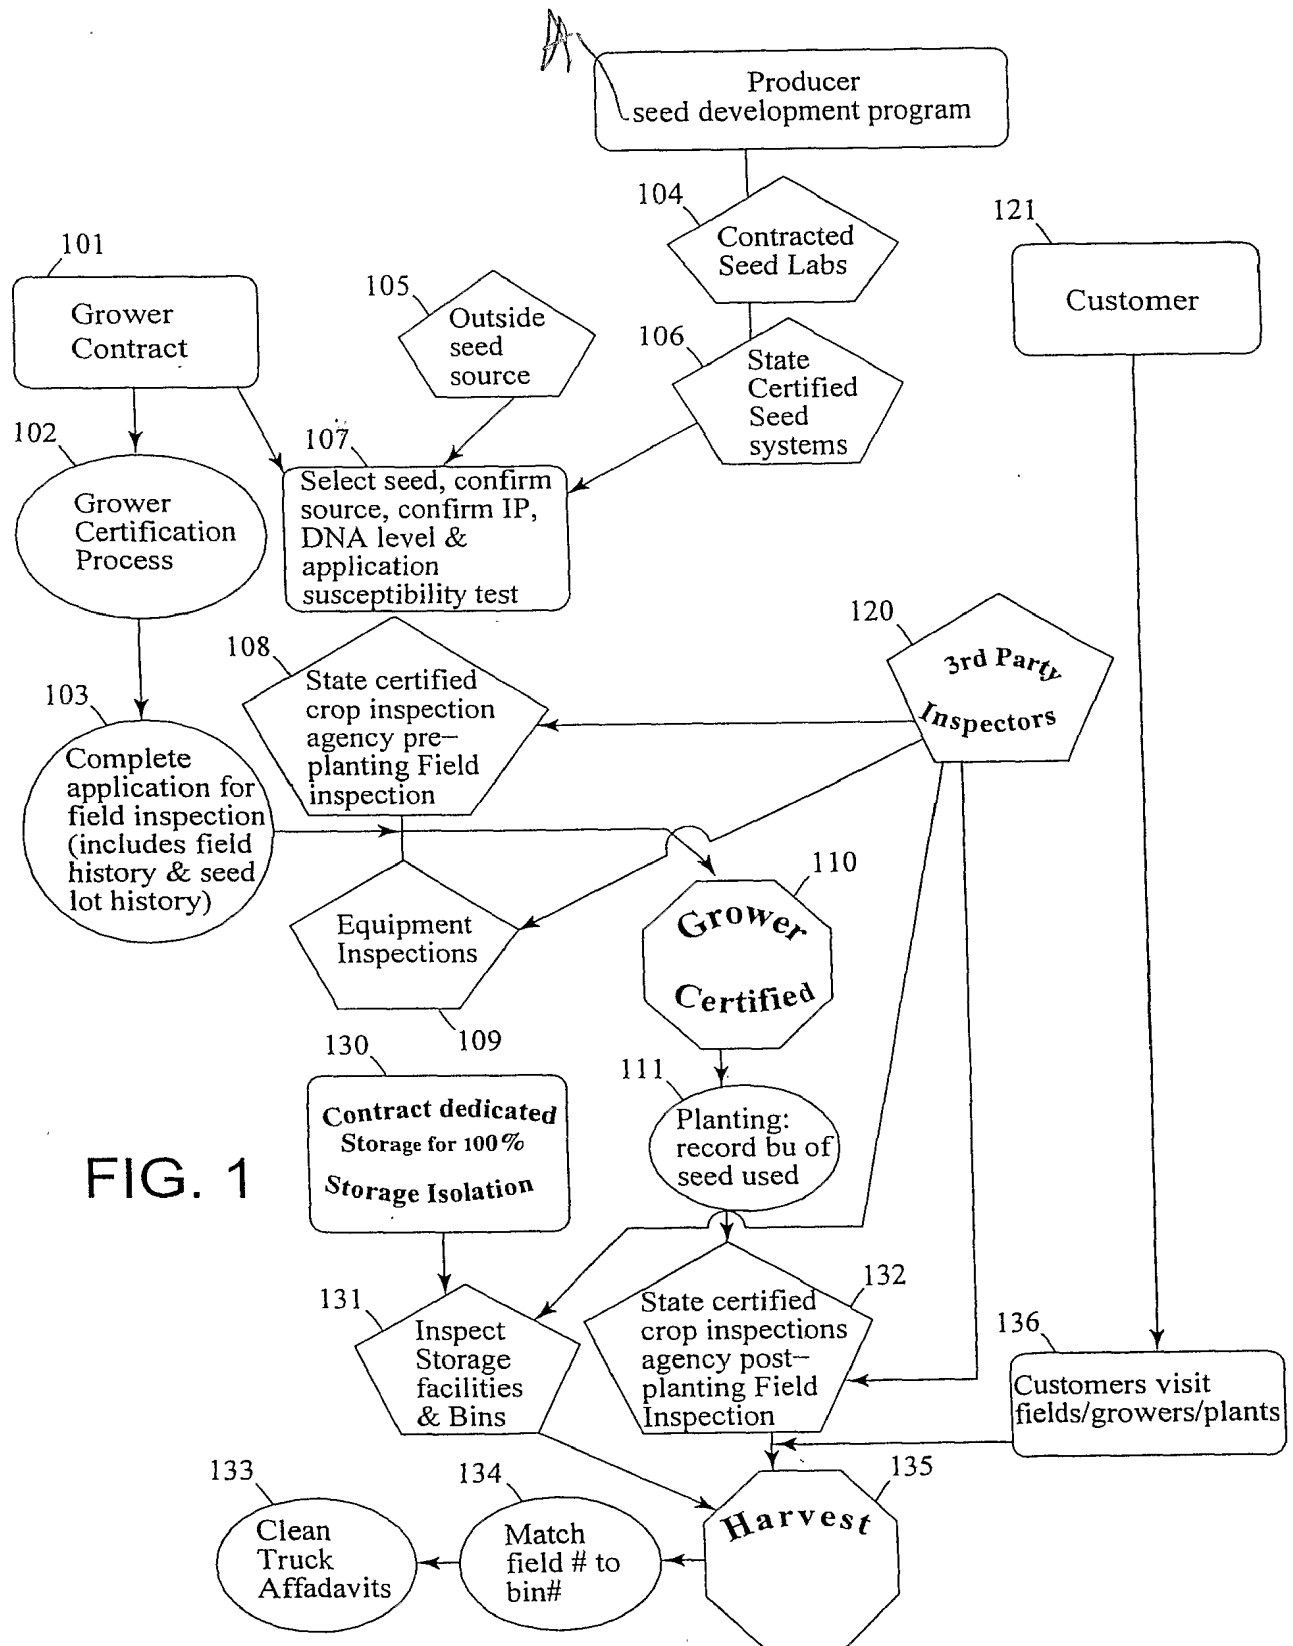 Producer
seed development program
104
Contracted
Seed Labs
121
Customer
101
Grower
Contract
105
Outside
seed
source
106
State
Certified
Seed
systems
102
Grower
Certification
Process
107
Select seed, confirm
source, confirm IP,
DNA level &
application
susceptibility test
108
State certified
crop inspection
agency pre-
planting Field
inspection
120
3rd Party
Inspectors
103
Complete
application for
field inspection
(includes field
history & seed
lot history)
Equipment
Inspections
109
110
Grower
Certified
130
Contract dedicated
Storage for 100%
Storage Isolation
111
Planting:
record bu of
seed used
FIG. 1
131
Inspect
Storage
facilities
& Bins
132
State certified
crop inspections
agency post-
planting Field
Inspection
136
Customers visit
fields/growers/plants
133
Clean
Truck
Affadavits
134
Match
field # to
bin#
135
Harvest